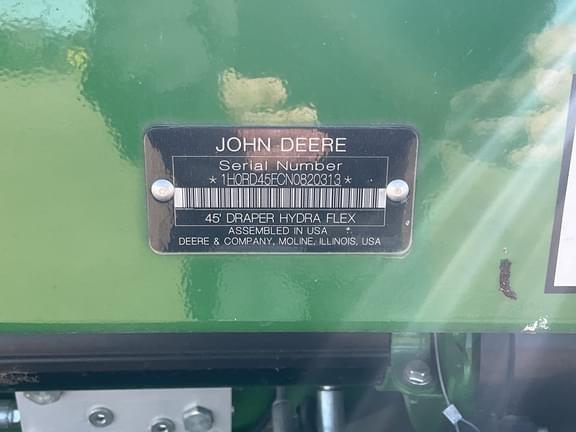 JOHN DEERE
Serial Number
*1H0RD45FCN0820313*
45' DRAPER HYDRA FLEX
ASSEMBLED IN USA
DEERE & COMPANY, MOLINE, ILLINOIS, USA